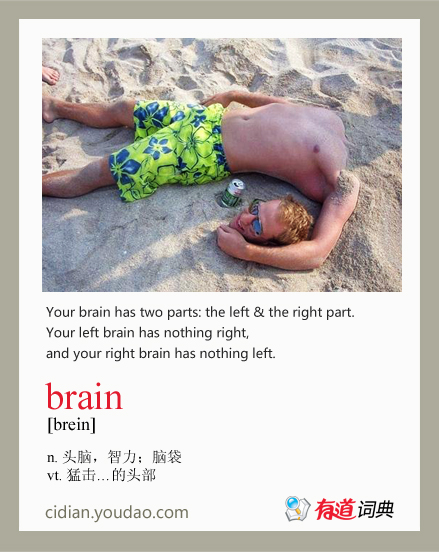 Your brain has two parts: the left & the right part.
Your left brain has nothing right,
and your right brain has nothing left.
brain
[brein]
n. 头脑，智力；脑袋
vt. 猛击…的头部
cidian.youdao.com
有道词典